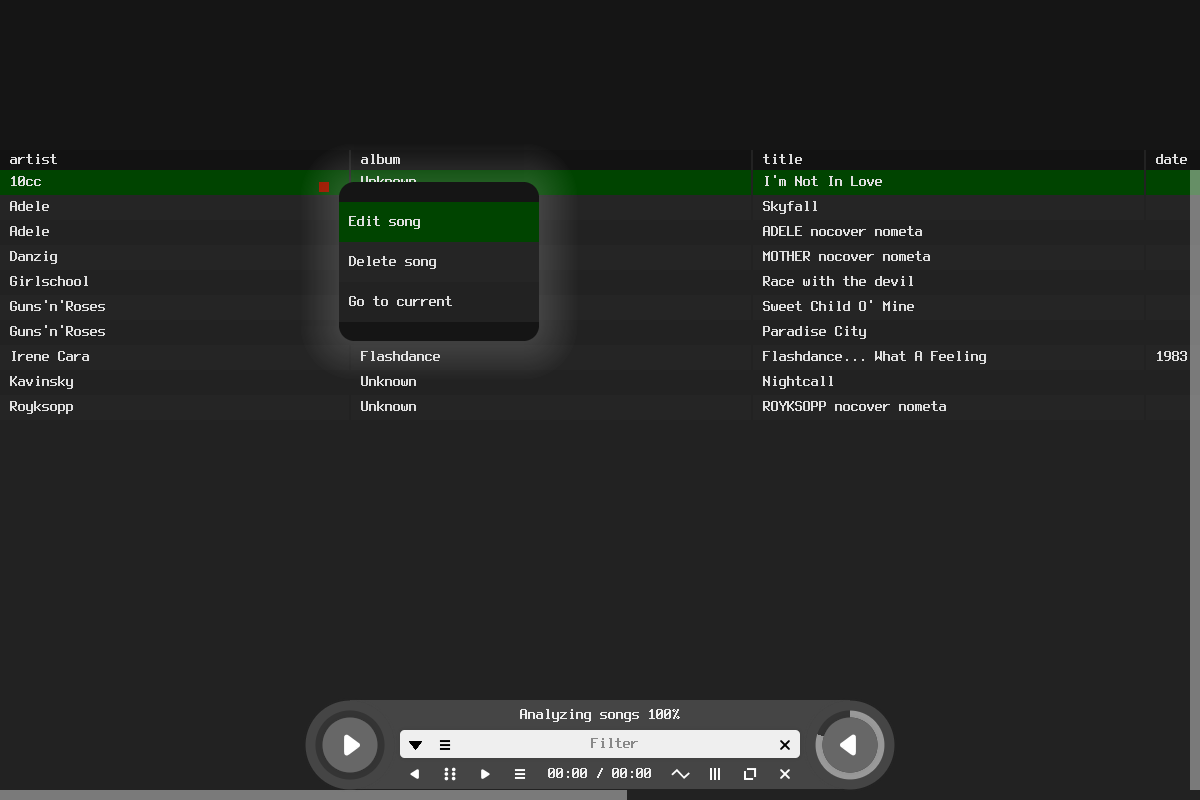 artist album title date
10cc Unknown I'm Not In Love
Adele Skyfall
Edit song
Adele ADELE nocover nometa
Danzig Delete song MOTHER nocover nometa
Girlschool Race with the devil
Guns'n'Roses Go to current Sweet Child O' Mine
Guns'n'Roses Paradise City
Irene Cara Flashdance Flashdance... What A Feeling 1983
Kavinsky Unknown Nightcall
Royksopp Unknown ROYKSOPP nocover nometa
Analyzing songs 100%
Filter
00:00 / 00:00